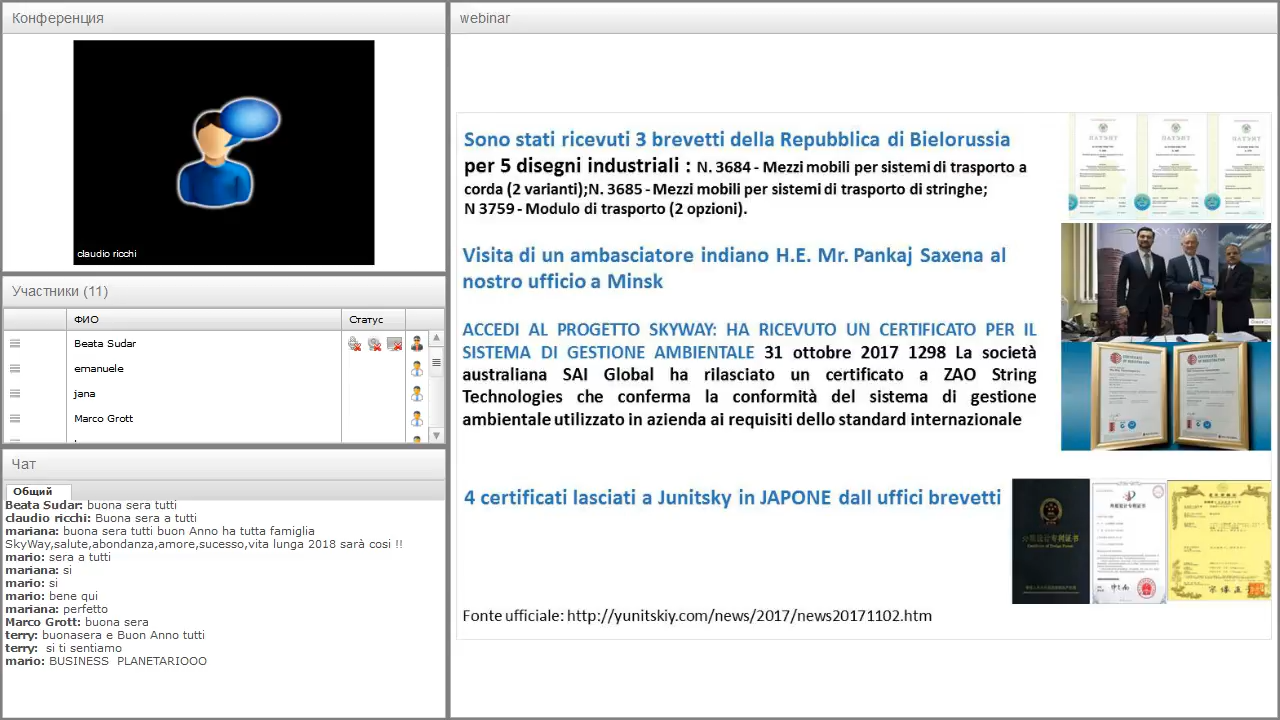 Конференция
claudio ricchi
Участники (11)
ФИО
Статус
Beata Sudar
emanuele
jana
Marco Grott
Чат
Общий
Beata Sudar: buona sera tutti
claudio ricchi: Buona sera a tutti
mariana: buona sera tutti buon Anno ha tutta famiglia
SkyWay,salute,abondanza,amore,sucesso,vita lunga 2018 sarà cosi !!
mario: sera a tutti
mariana: si
mario: si
mario: bene qui
mariana: perfetto
Marco Grott: buona sera
terry: buonasera e Buon Anno tutti
terry: si ti sentiamo
mario: BUSINESS PLANETARIOOO
webinar
Sono stati ricevuti 3 brevetti della Repubblica di Bielorussia
per 5 disegni industriali : N. 3684 - Mezzi mobili per sistemi di trasporto a
corda (2 varianti);N. 3685 - Mezzi mobili per sistemi di trasporto di stringhe;
N 3759 - Modulo di trasporto (2 opzioni).
Visita di un ambasciatore indiano H.E. Mr. Pankaj Saxena al
nostro ufficio a Minsk
ACCEDI AL PROGETTO SKYWAY: HA RICEVUTO UN CERTIFICATO PER IL
SISTEMA DI GESTIONE AMBIENTALE 31 ottobre 2017 1298 La società
australiana SAI Global ha rilasciato un certificato a ZAO String
Technologies che conferma la conformità del sistema di gestione
ambientale utilizzato in azienda ai requisiti dello standard internazionale
4 certificati lasciati a Junitsky in JAPONE dall uffici brevetti
Fonte ufficiale: http://yunitskiy.com/news/2017/news20171102.htm